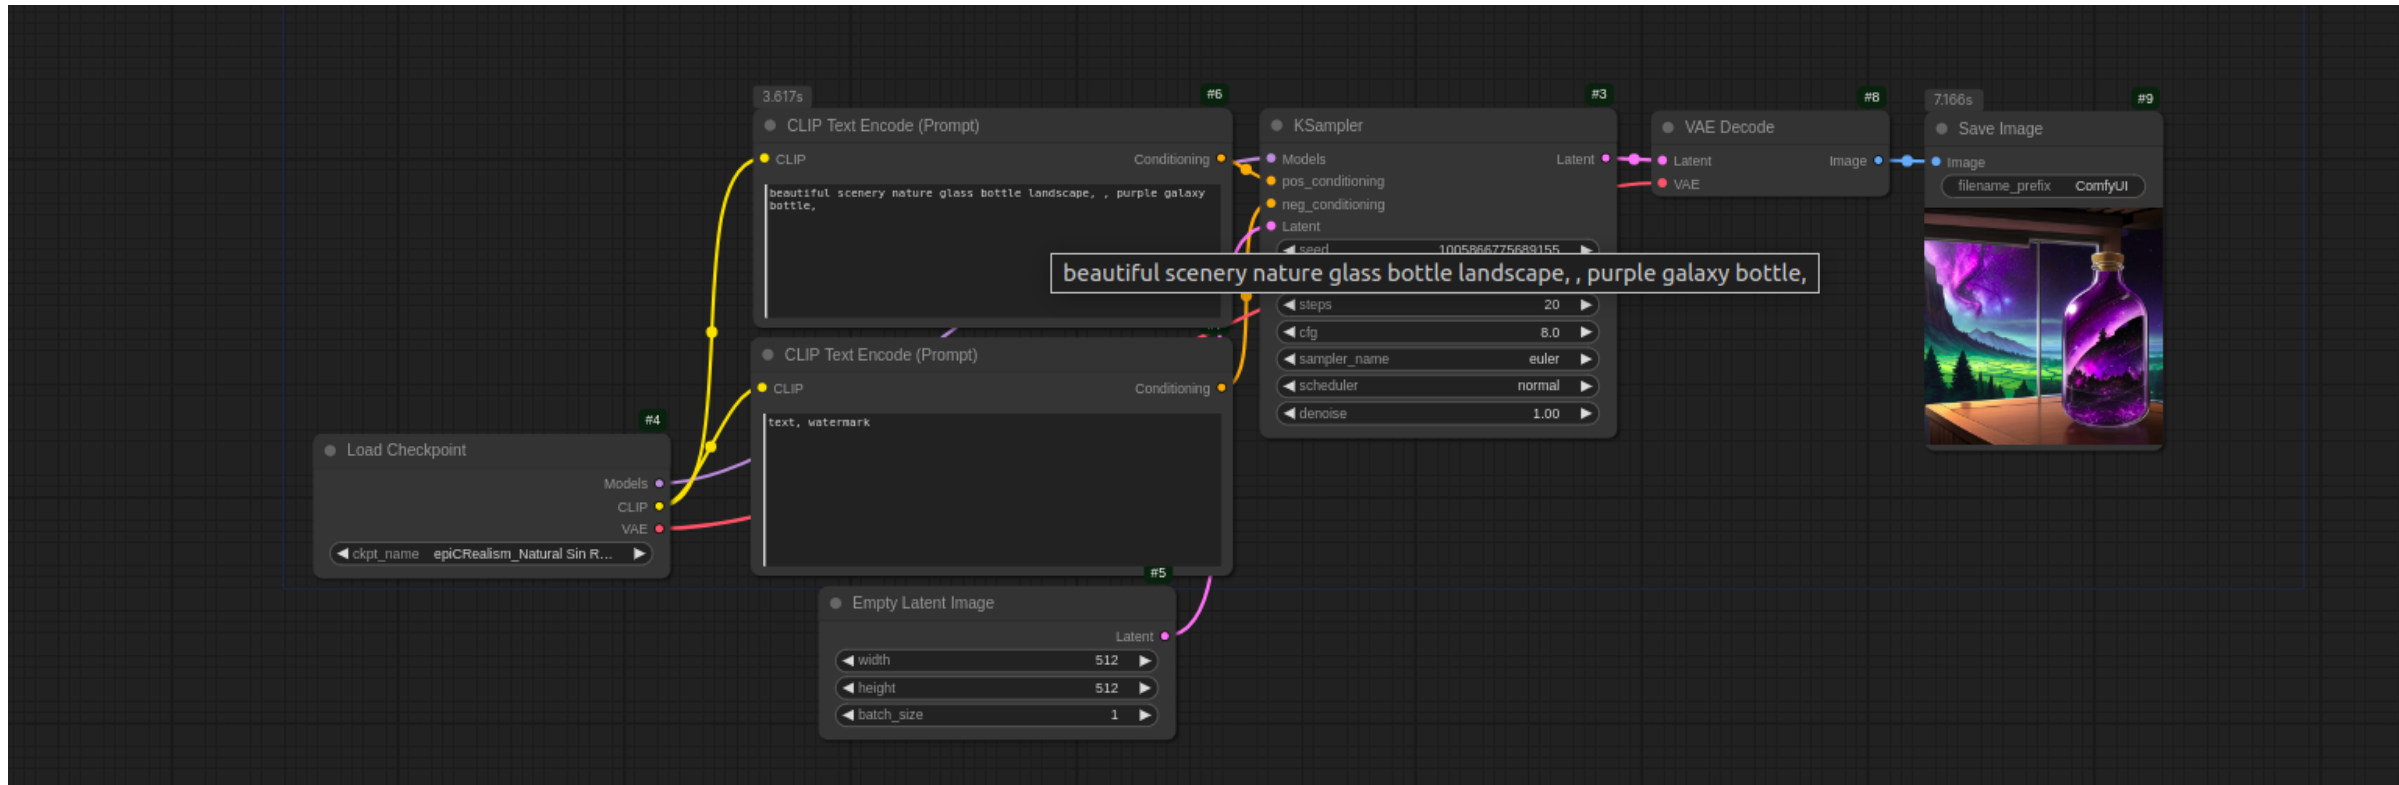 3.617s
#6
CLIP Text Encode (Prompt)
CLIP
Conditioning
beautiful scenery nature glass bottle landscape, , purple galaxy
bottle,
#3
KSampler
Models
Latent
pos_conditioning
neg_conditioning
Latent
seed 1005866775689155
beautiful scenery nature glass bottle landscape, , purple galaxy bottle,
steps 20
cfg 8.0
sampler_name euler
scheduler normal
denoise 1.00
#8
VAE Decode
Latent
Image
VAE
7.166s
#9
Save Image
Image
filename_prefix ComfyUI
CLIP Text Encode (Prompt)
CLIP
Conditioning
text, watermark
#4
Load Checkpoint
Models
CLIP
VAE
ckpt_name epiCRealism_Natural Sin R...
#5
Empty Latent Image
Latent
width 512
height 512
batch_size 1